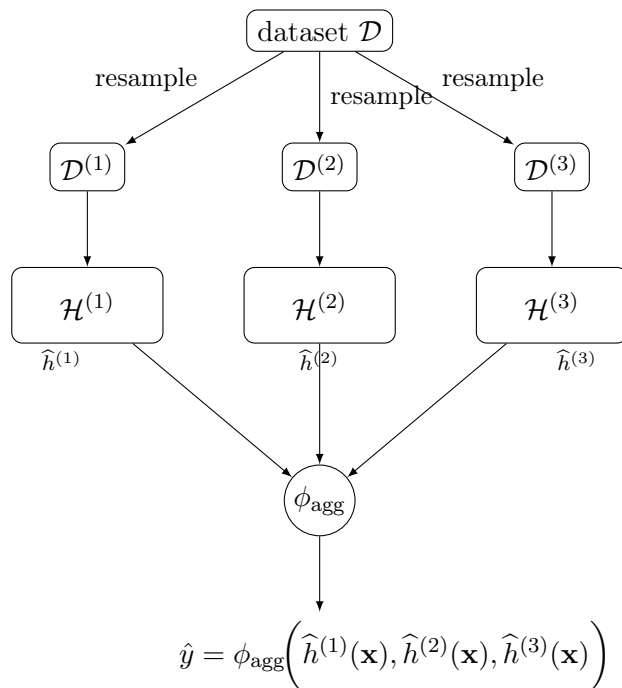 dataset 𝒟
resample resample resample
𝒟⁽¹⁾ 𝒟⁽²⁾ 𝒟⁽³⁾
ℋ⁽¹⁾ ℋ⁽²⁾ ℋ⁽³⁾
ĥ⁽¹⁾ ĥ⁽²⁾ ĥ⁽³⁾
ϕ_agg
ŷ = ϕ_agg(ĥ⁽¹⁾(𝐱), ĥ⁽²⁾(𝐱), ĥ⁽³⁾(𝐱))